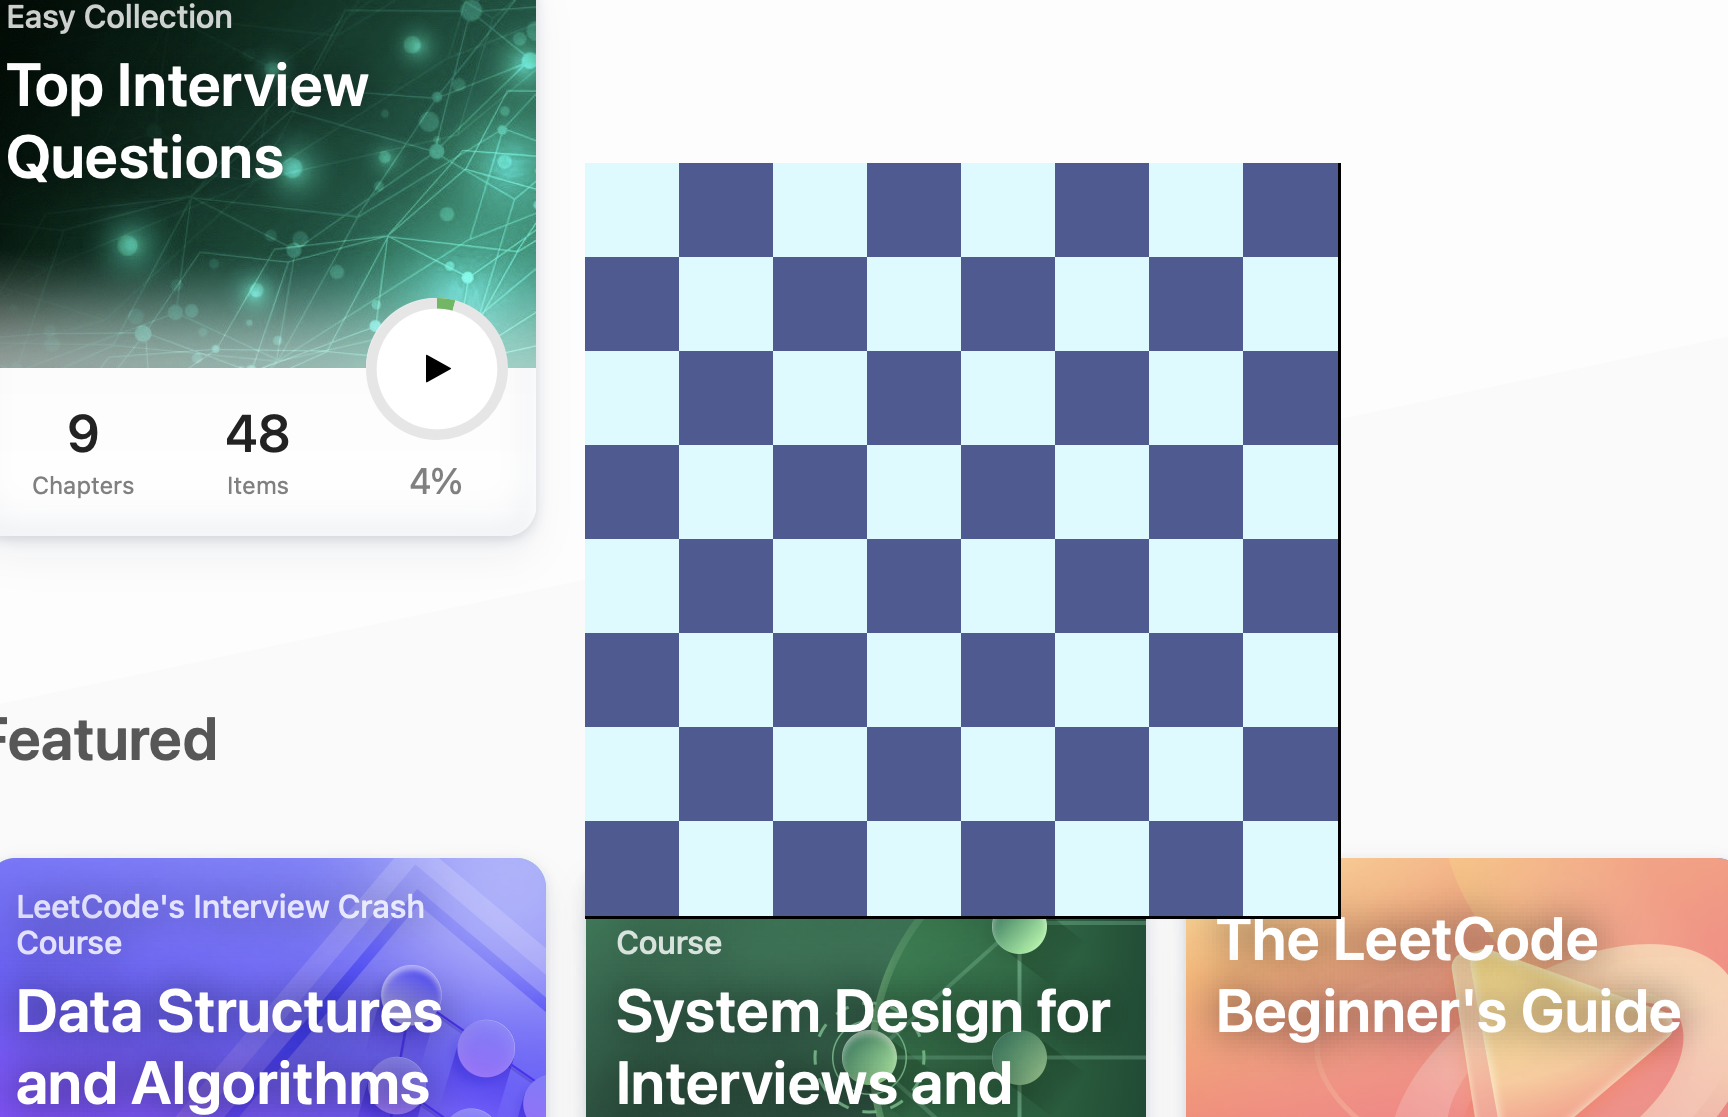 Easy Collection
Top Interview
Questions
9
Chapters
48
Items
4%
Featured
LeetCode's Interview Crash
Course
Data Structures
and Algorithms
Course
System Design for
Interviews and
The LeetCode
Beginner's Guide